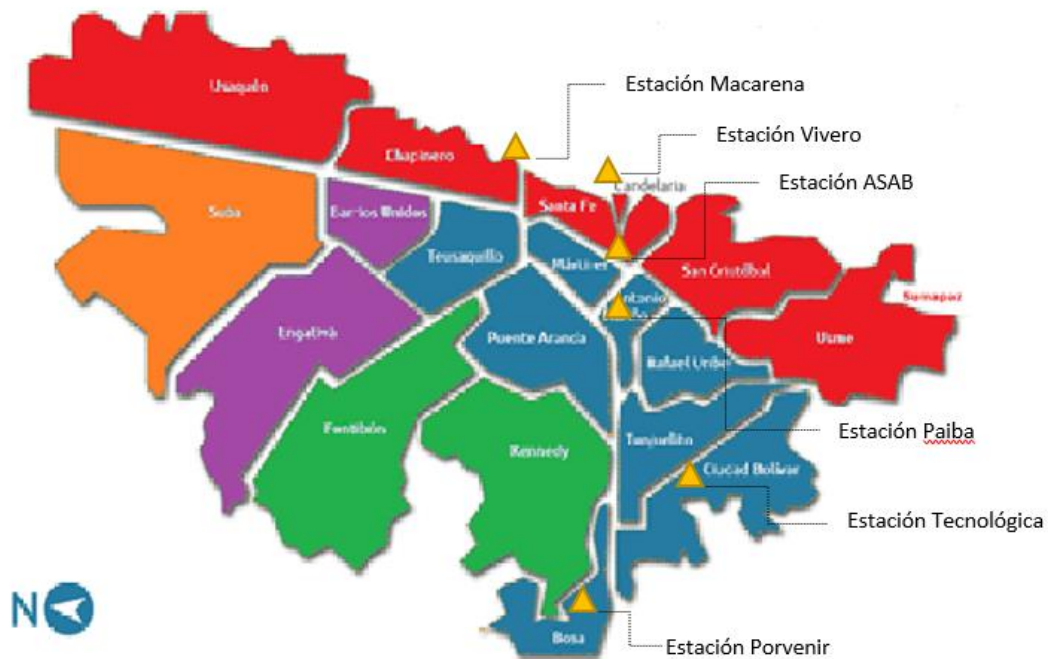 Estación Macarena
Usaquén
Estación Vivero
Chapinero
Candelaria
Estación ASAB
Santa Fe
Suba
Barrios Unidos
Teusaquillo
Mártires
San Cristóbal
Sumapaz
Antonio
Engativá
Puente Aranda
Usme
Rafael Uribe
Fontibón
Kennedy
Tunjuelito
Estación Paiba
Ciudad Bolívar
Estación Tecnológica
N
Bosa
Estación Porvenir